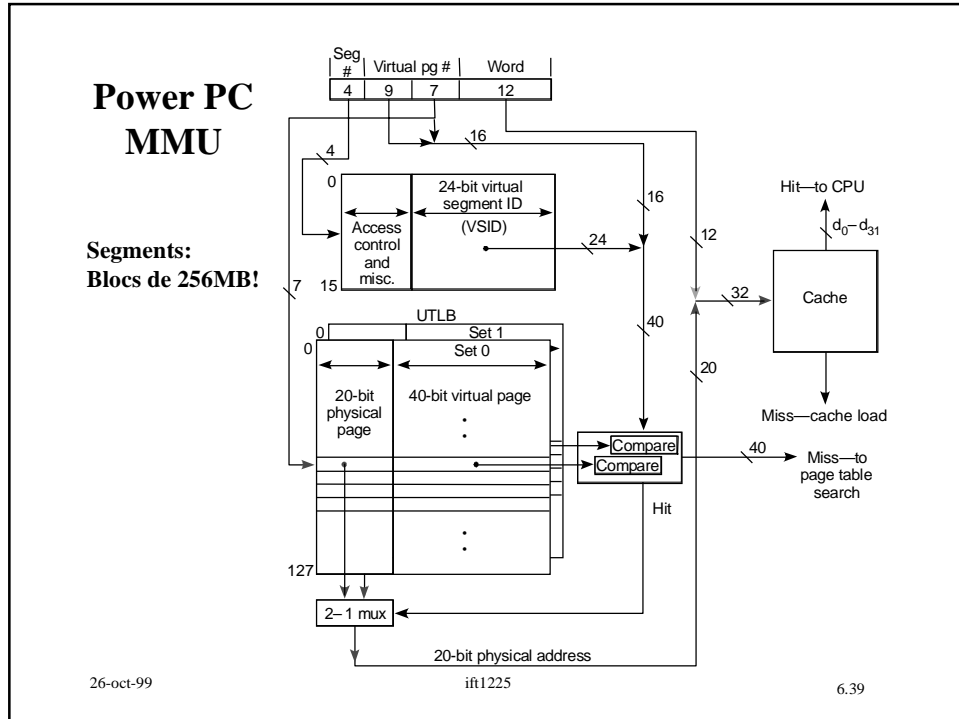 Power PC
MMU
Segments:
Blocs de 256MB!
Seg
#
Virtual pg #
Word
4
9
7
12
16
4
0
24-bit virtual
segment ID
(VSID)
Access
control
and
misc.
15
24
16
12
7
40
Hit—to CPU
d0–d31
32
Cache
Miss—cache load
20
UTLB
0
Set 1
0
Set 0
20-bit
physical
page
40-bit virtual page
Compare
Compare
40
Miss—to
page table
search
Hit
127
2–1 mux
20-bit physical address
26-oct-99
ift1225
6.39